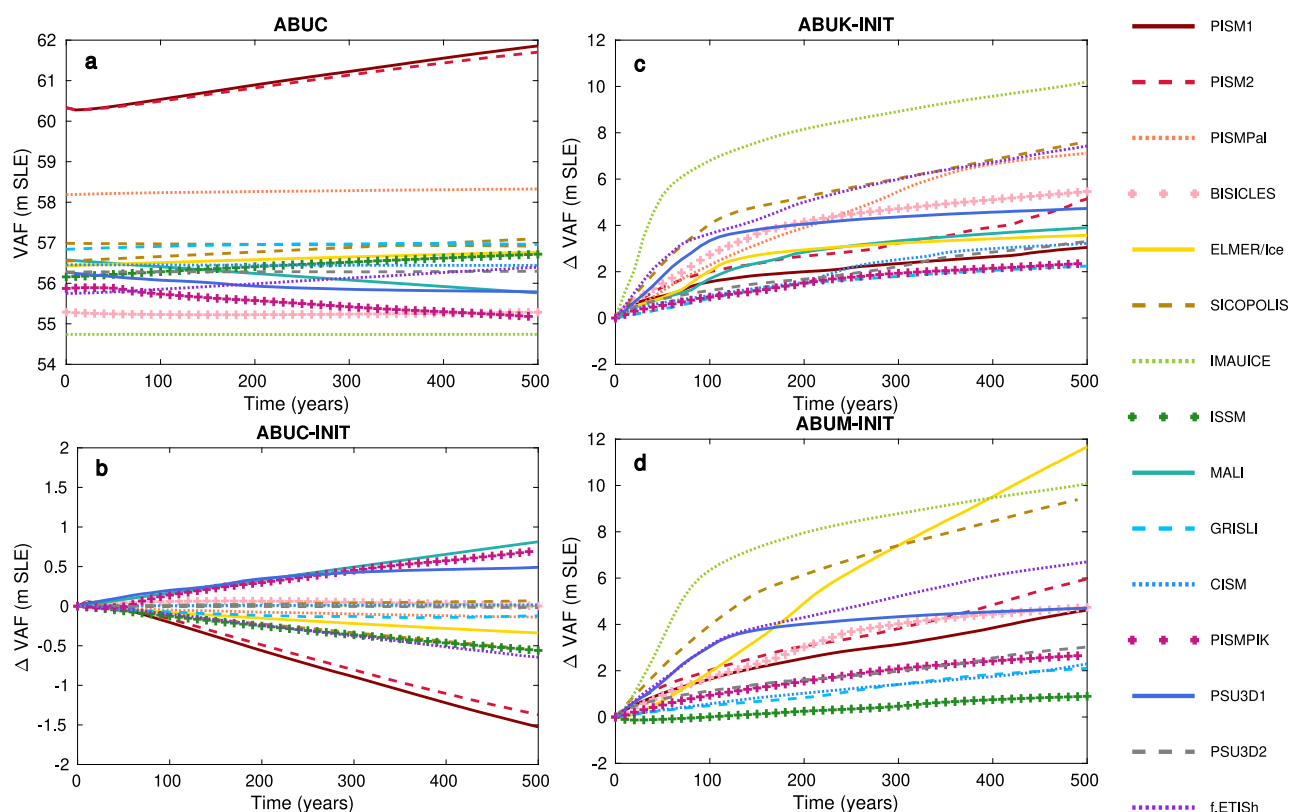 ABUC
a
VAF (m SLE)
62
61
60
59
58
57
56
55
54
0
100
200
300
400
500
Time (years)
ABUK-INIT
c
Δ VAF (m SLE)
12
10
8
6
4
2
0
-2
0
100
200
300
400
500
Time (years)
ABUC-INIT
b
Δ VAF (m SLE)
2
1.5
1
0.5
0
-0.5
-1
-1.5
-2
0
100
200
300
400
500
Time (years)
ABUM-INIT
d
Δ VAF (m SLE)
12
10
8
6
4
2
0
-2
0
100
200
300
400
500
Time (years)
PISM1
PISM2
PISMPal
BISICLES
ELMER/Ice
SICOPOLIS
IMAUICE
ISSM
MALI
GRISLI
CISM
PISMPIK
PSU3D1
PSU3D2
f.ETISh